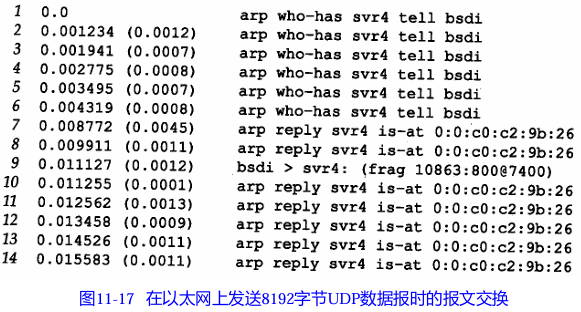 1 0.0 arp who-has svr4 tell bsdi
2 0.001234 (0.0012) arp who-has svr4 tell bsdi
3 0.001941 (0.0007) arp who-has svr4 tell bsdi
4 0.002775 (0.0008) arp who-has svr4 tell bsdi
5 0.003495 (0.0007) arp who-has svr4 tell bsdi
6 0.004319 (0.0008) arp who-has svr4 tell bsdi
7 0.008772 (0.0045) arp reply svr4 is-at 0:0:c0:c2:9b:26
8 0.009911 (0.0011) arp reply svr4 is-at 0:0:c0:c2:9b:26
9 0.011127 (0.0012) bsdi > svr4: (frag 10863:800@7400)
10 0.011255 (0.0001) arp reply svr4 is-at 0:0:c0:c2:9b:26
11 0.012562 (0.0013) arp reply svr4 is-at 0:0:c0:c2:9b:26
12 0.013458 (0.0009) arp reply svr4 is-at 0:0:c0:c2:9b:26
13 0.014526 (0.0011) arp reply svr4 is-at 0:0:c0:c2:9b:26
14 0.015583 (0.0011) arp reply svr4 is-at 0:0:c0:c2:9b:26
图11-17 在以太网上发送8192字节UDP数据报时的报文交换